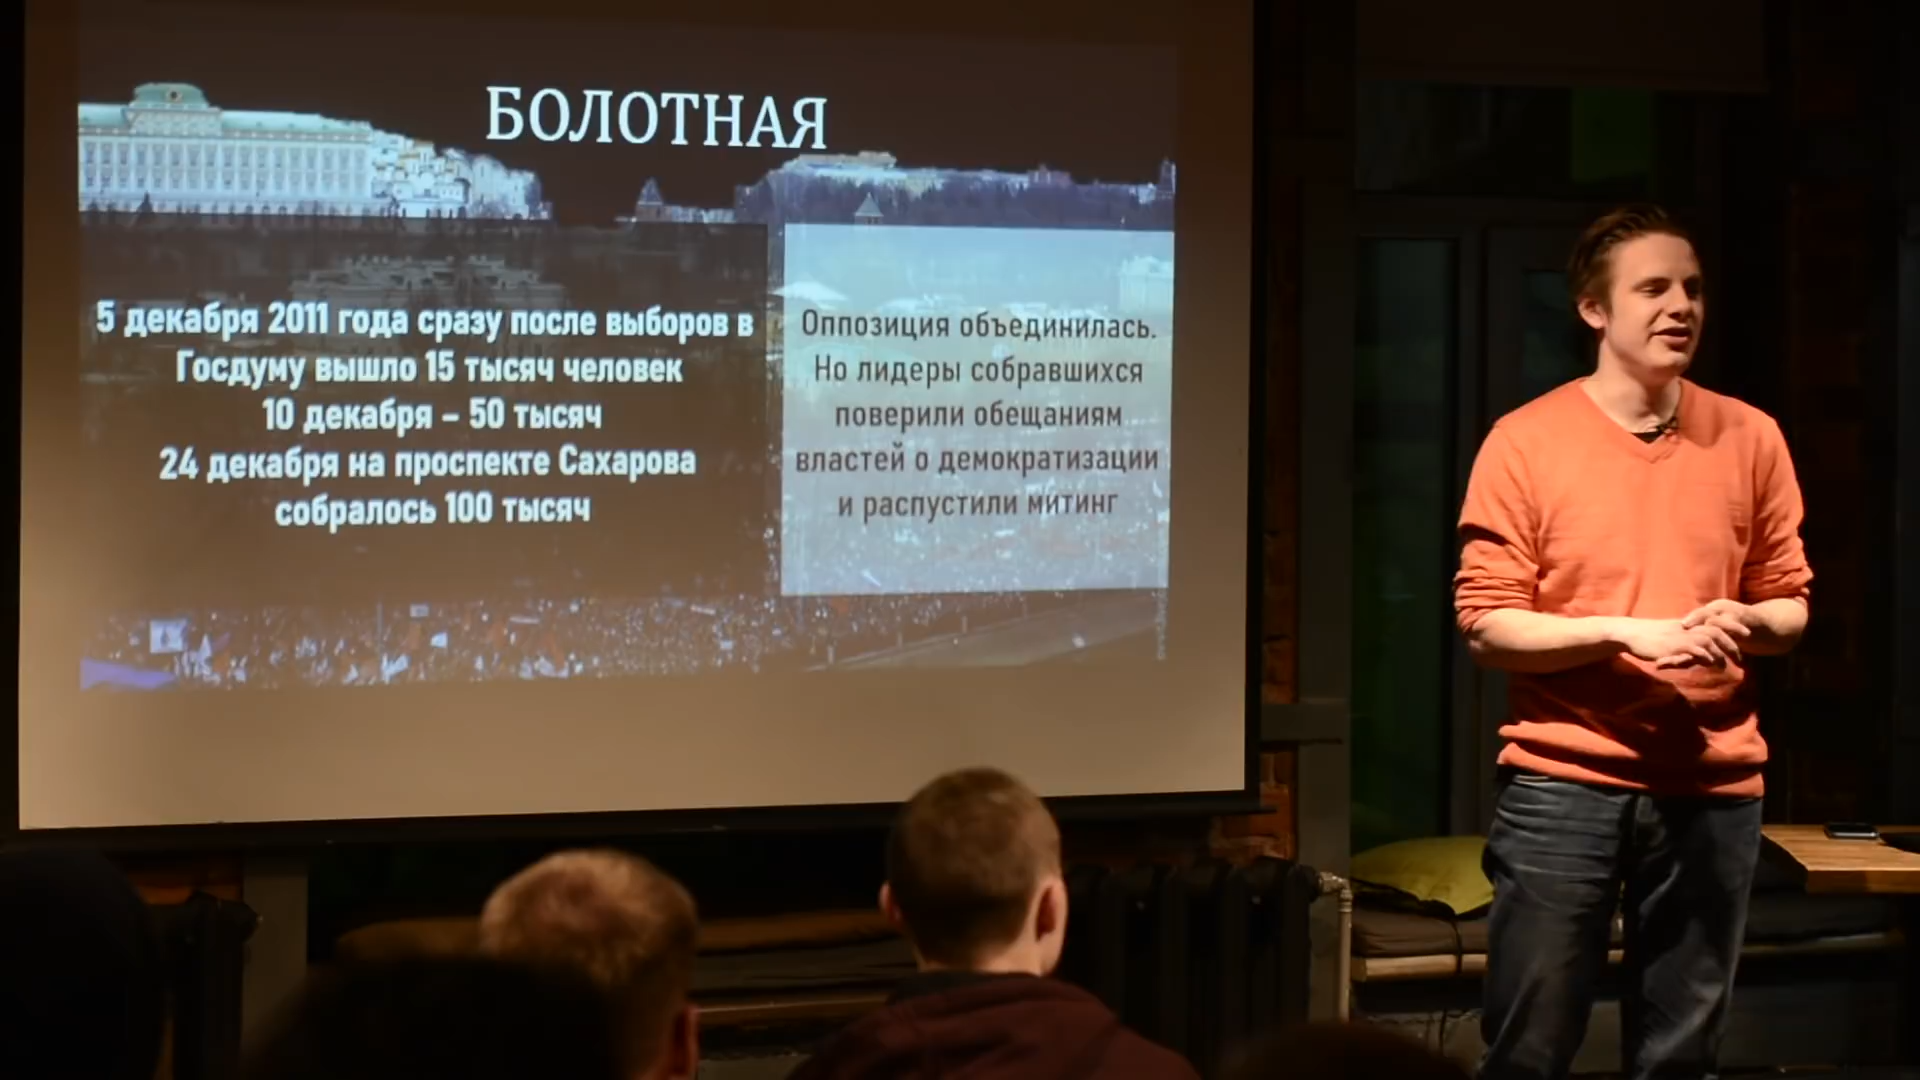 БОЛОТНАЯ
5 декабря 2011 года сразу после выборов в
Госдуму вышло 15 тысяч человек
10 декабря – 50 тысяч
24 декабря на проспекте Сахарова
собралось 100 тысяч
Оппозиция объединилась.
Но лидеры собравшихся
поверили обещаниям
властей о демократизации
и распустили митинг